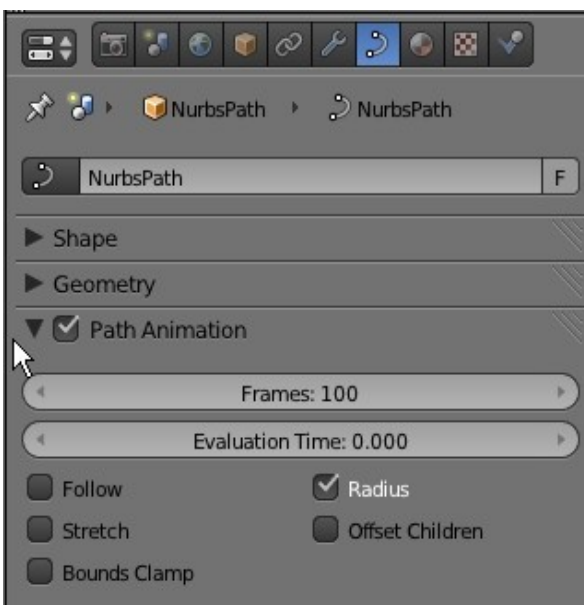 NurbsPath NurbsPath
NurbsPath F
Shape
Geometry
Path Animation
Frames: 100
Evaluation Time: 0.000
Follow Radius
Stretch Offset Children
Bounds Clamp